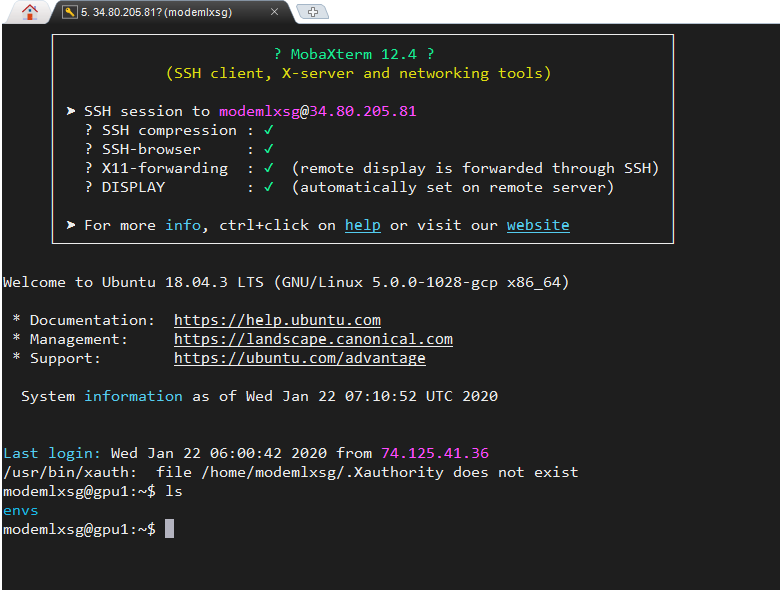 5. 34.80.205.81? (modemlxsg)
? MobaXterm 12.4 ?
(SSH client, X-server and networking tools)
➤ SSH session to modemlxsg@34.80.205.81
? SSH compression : ✓
? SSH-browser     : ✓
? X11-forwarding  : ✓  (remote display is forwarded through SSH)
? DISPLAY         : ✓  (automatically set on remote server)
➤ For more info, ctrl+click on help or visit our website
Welcome to Ubuntu 18.04.3 LTS (GNU/Linux 5.0.0-1028-gcp x86_64)
* Documentation:  https://help.ubuntu.com
* Management:     https://landscape.canonical.com
* Support:        https://ubuntu.com/advantage
System information as of Wed Jan 22 07:10:52 UTC 2020
Last login: Wed Jan 22 06:00:42 2020 from 74.125.41.36
/usr/bin/xauth:  file /home/modemlxsg/.Xauthority does not exist
modemlxsg@gpu1:~$ ls
envs
modemlxsg@gpu1:~$